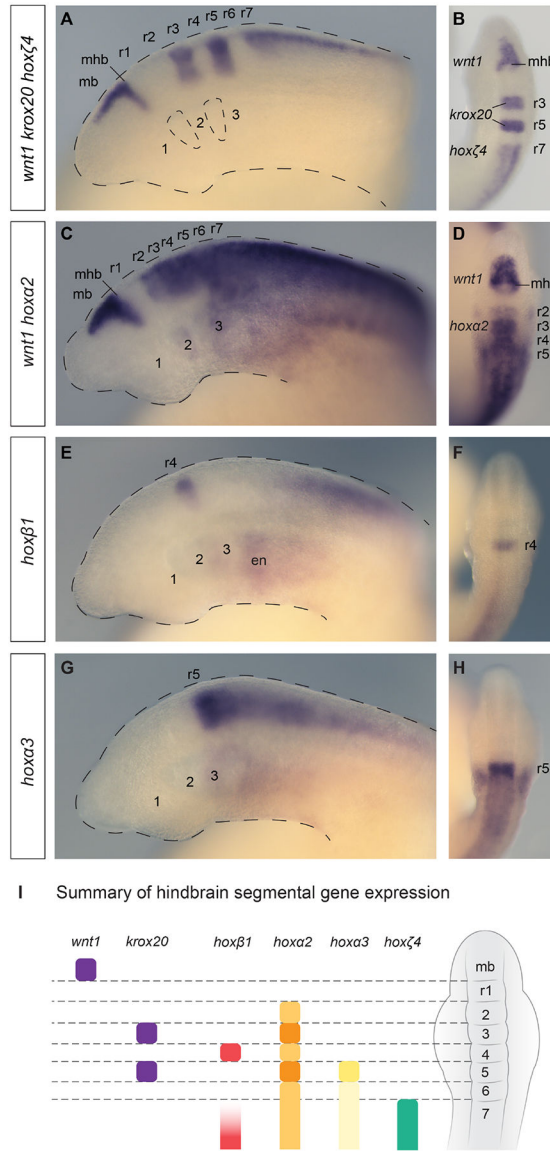 wnt1 krox20 hoxζ4
A
r1
r2
r3
r4
r5
r6
r7
mhb
mb
1
2
3
B
wnt1
mhb
krox20
r3
r5
hoxζ4
r7
wnt1 hoxα2
C
r1
r2
r3
r4
r5
r6
r7
mhb
mb
1
2
3
D
wnt1
mh
r2
hoxα2
r3
r4
r5
hoxβ1
E
r4
1
2
3
en
F
r4
hoxα3
G
r5
1
2
3
H
r5
I Summary of hindbrain segmental gene expression
wnt1 krox20 hoxβ1 hoxα2 hoxα3 hoxζ4
mb
r1
2
3
4
5
6
7